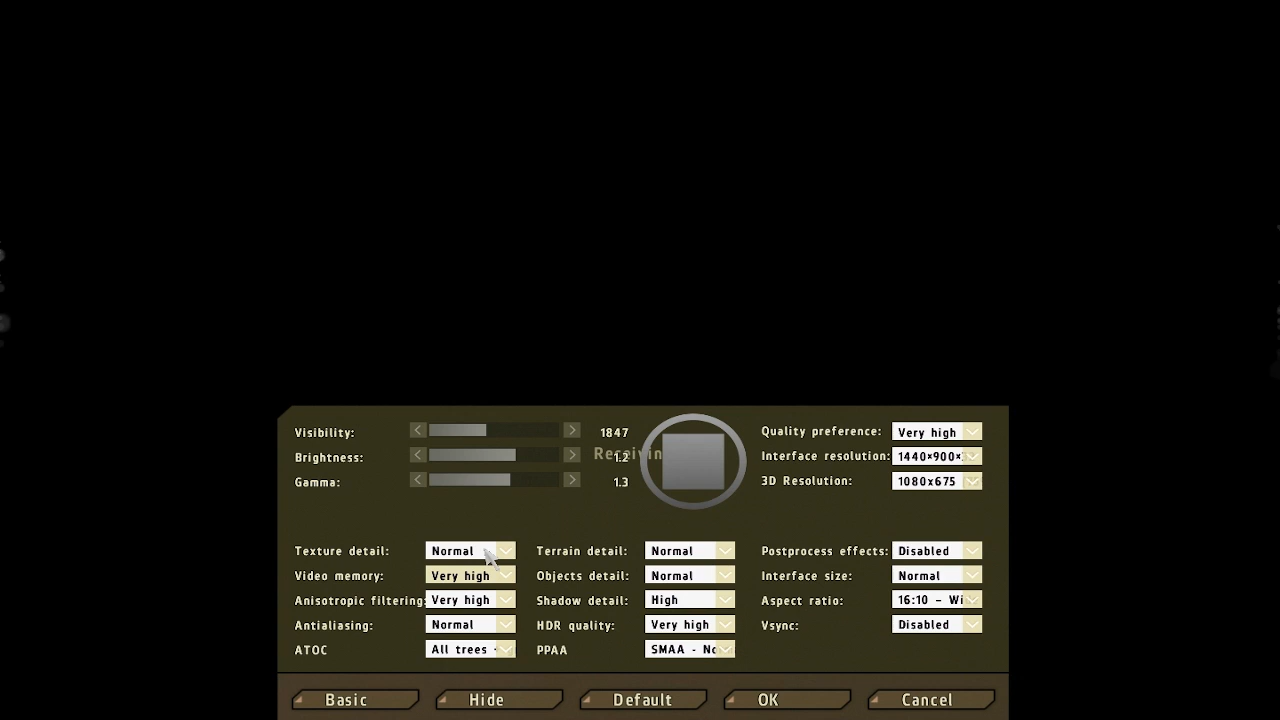 Visibility: 1847 Quality preference: Very high
Receivin
Brightness: 1.2 Interface resolution: 1440×900×
Gamma: 1.3 3D Resolution: 1080x675
Texture detail: Normal Terrain detail: Normal Postprocess effects: Disabled
Video memory: Very high Objects detail: Normal Interface size: Normal
Anisotropic filtering: Very high Shadow detail: High Aspect ratio: 16:10 - Wi
Antialiasing: Normal HDR quality: Very high Vsync: Disabled
ATOC All trees - PPAA SMAA - No
Basic Hide Default OK Cancel